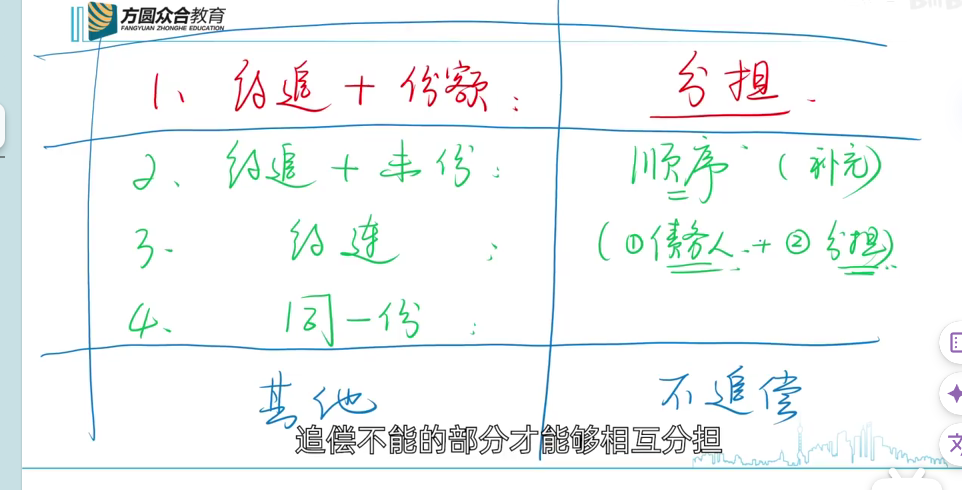 方圆众合教育
FANGYUAN ZHONGHE EDUCATION
1、约追+份额： 分担.
2、约追+未份： 顺序（补充）
3、 约连 ： （①债务人+②分担）
4、 同一份 ：
其他 不追偿
追偿不能的部分才能够相互分担